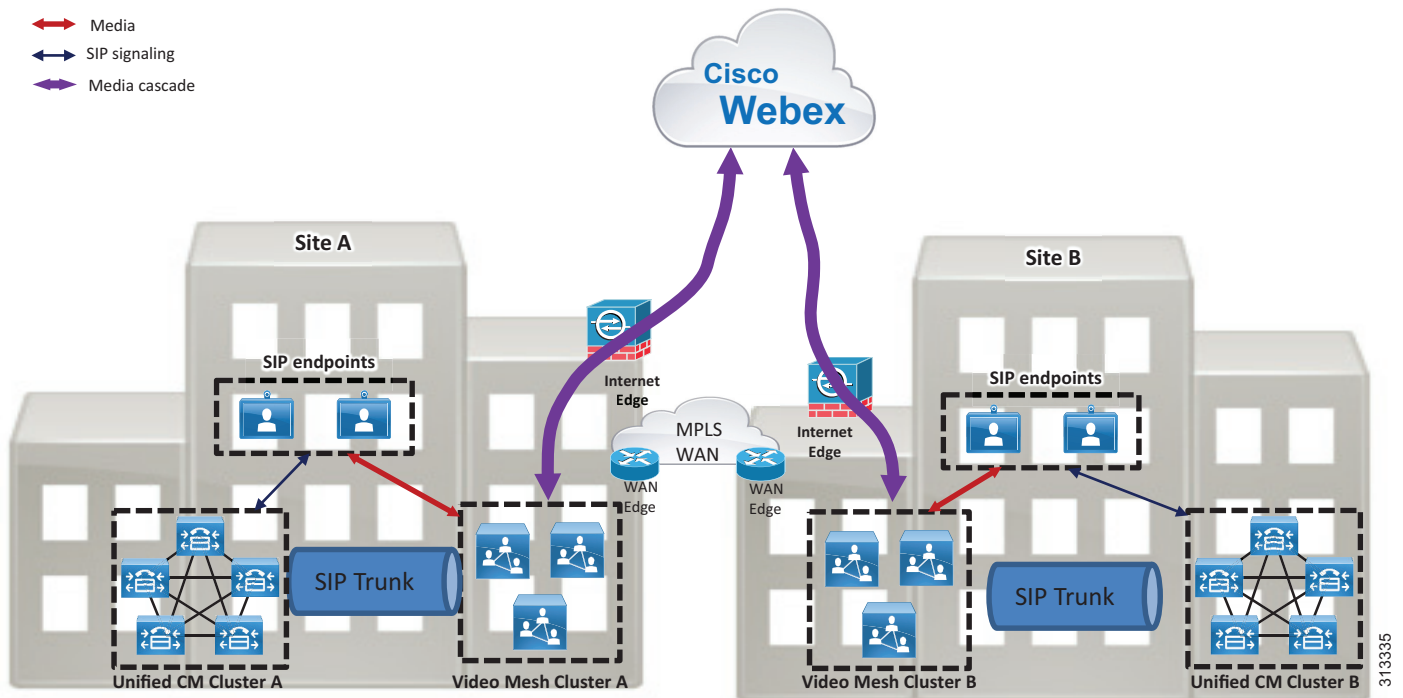 Media
SIP signaling
Media cascade
Cisco
Webex
Site A
Site B
SIP endpoints
SIP endpoints
Internet
Edge
Internet
Edge
MPLS
WAN
WAN
Edge
WAN
Edge
SIP Trunk
SIP Trunk
Unified CM Cluster A
Video Mesh Cluster A
Video Mesh Cluster B
Unified CM Cluster B
313335